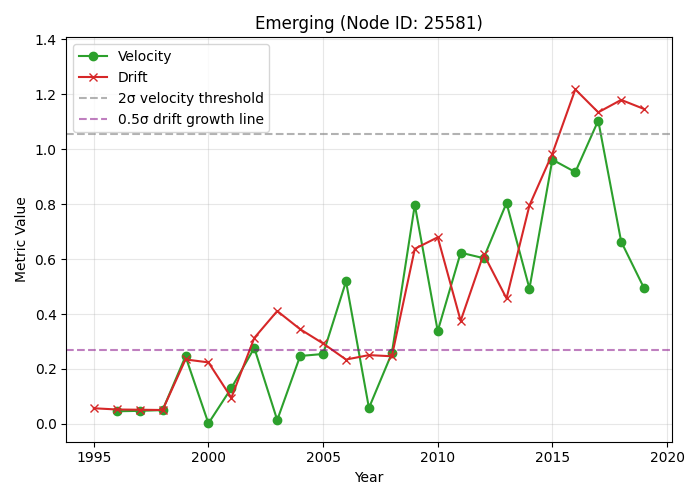 Emerging (Node ID: 25581)
Velocity
Drift
2σ velocity threshold
0.5σ drift growth line
Metric Value
1.4
1.2
1.0
0.8
0.6
0.4
0.2
0.0
1995 2000 2005 2010 2015 2020
Year